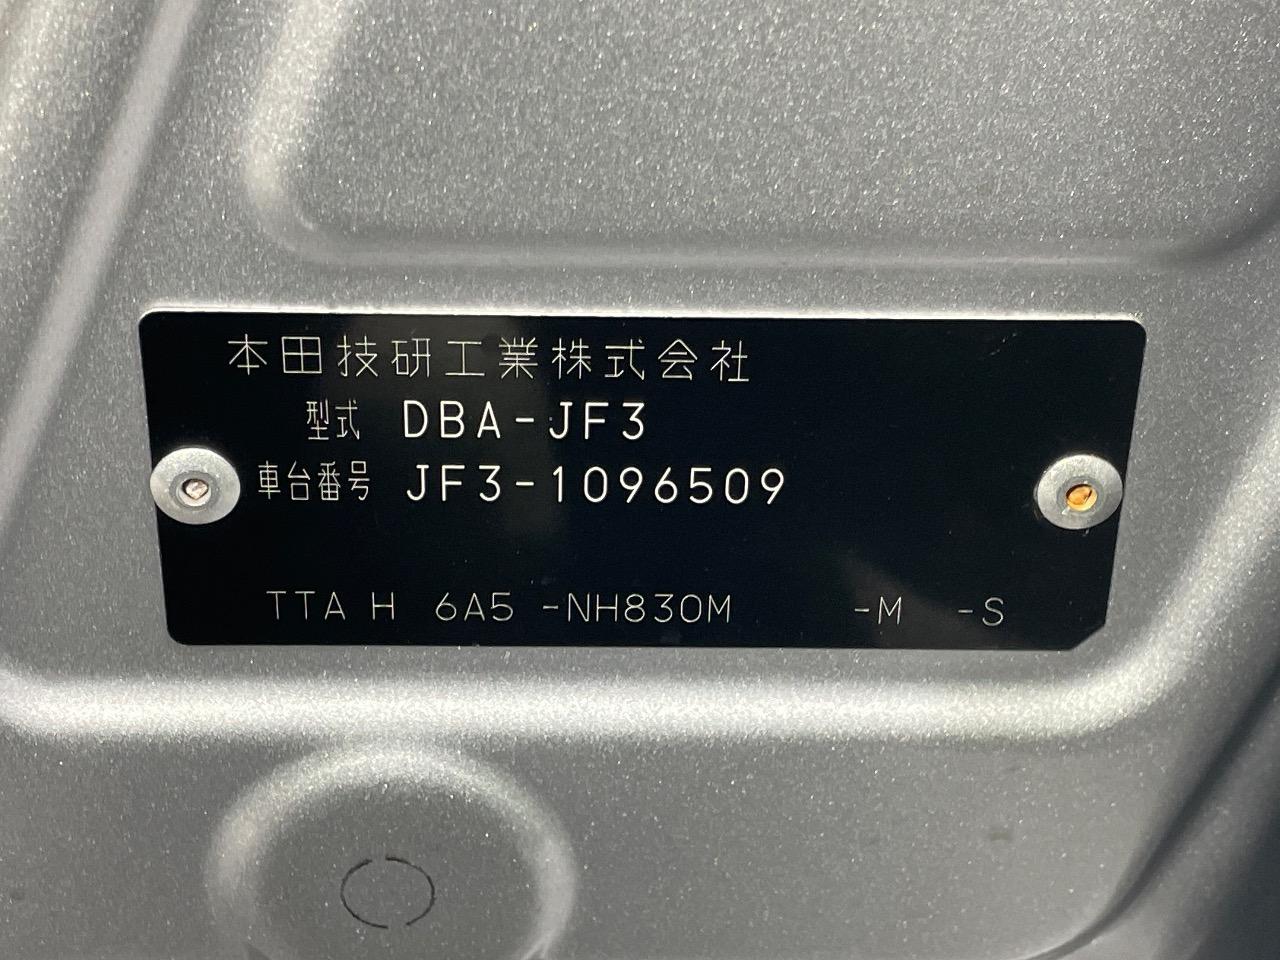 本田技研工業株式会社
型式 DBA-JF3
車台番号 JF3-1096509
TTA H 6A5 -NH830M -M -S